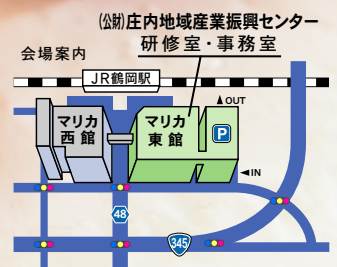 (公財)庄内地域産業振興センター
研修室・事務室
会場案内
JR鶴岡駅
OUT
マリカ
西館
マリカ
東館
P
IN
48
345